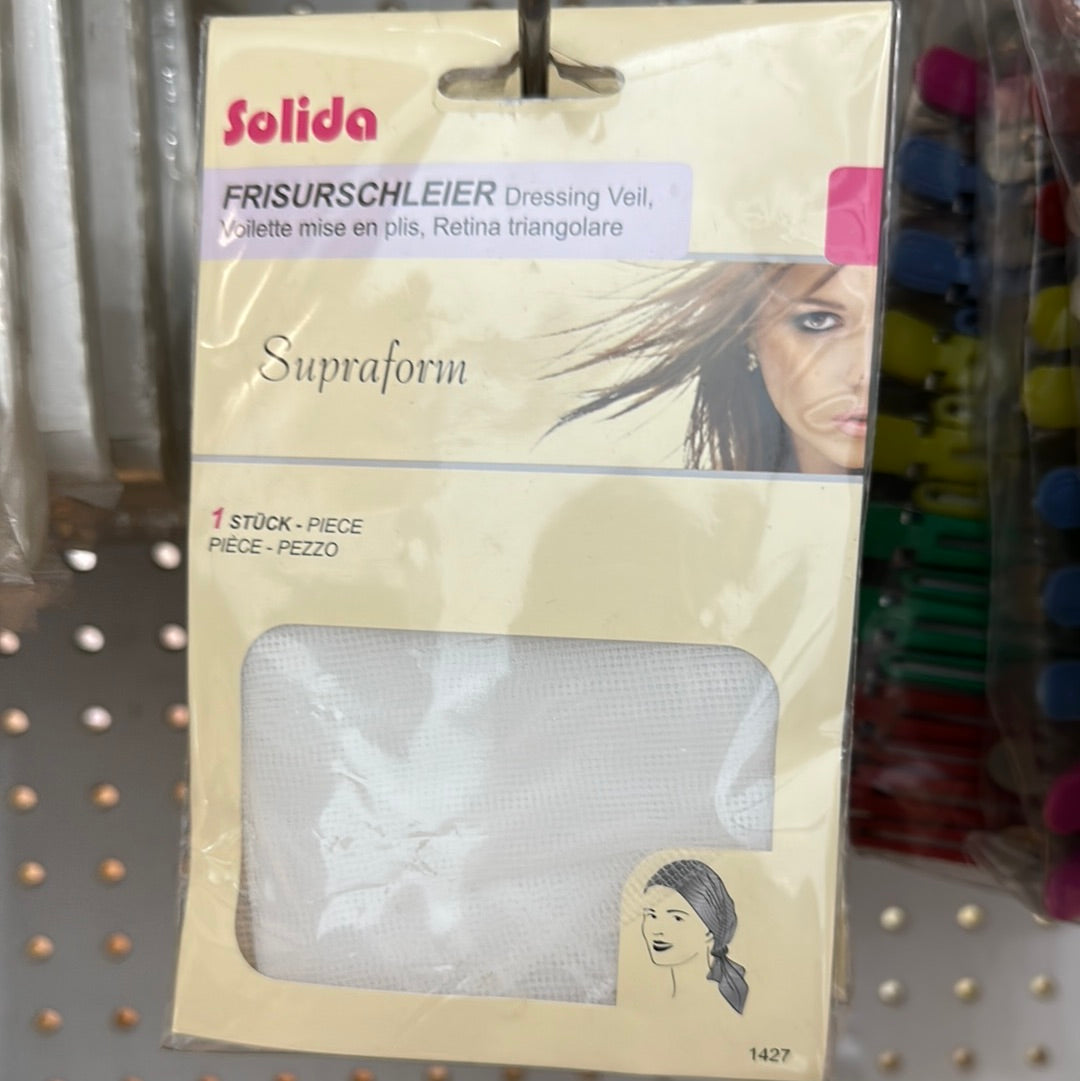 Solida
FRISURSCHLEIER Dressing Veil,
Voilette mise en plis, Retina triangolare
Supraform
1 STÜCK - PIECE
PIÈCE - PEZZO
1427